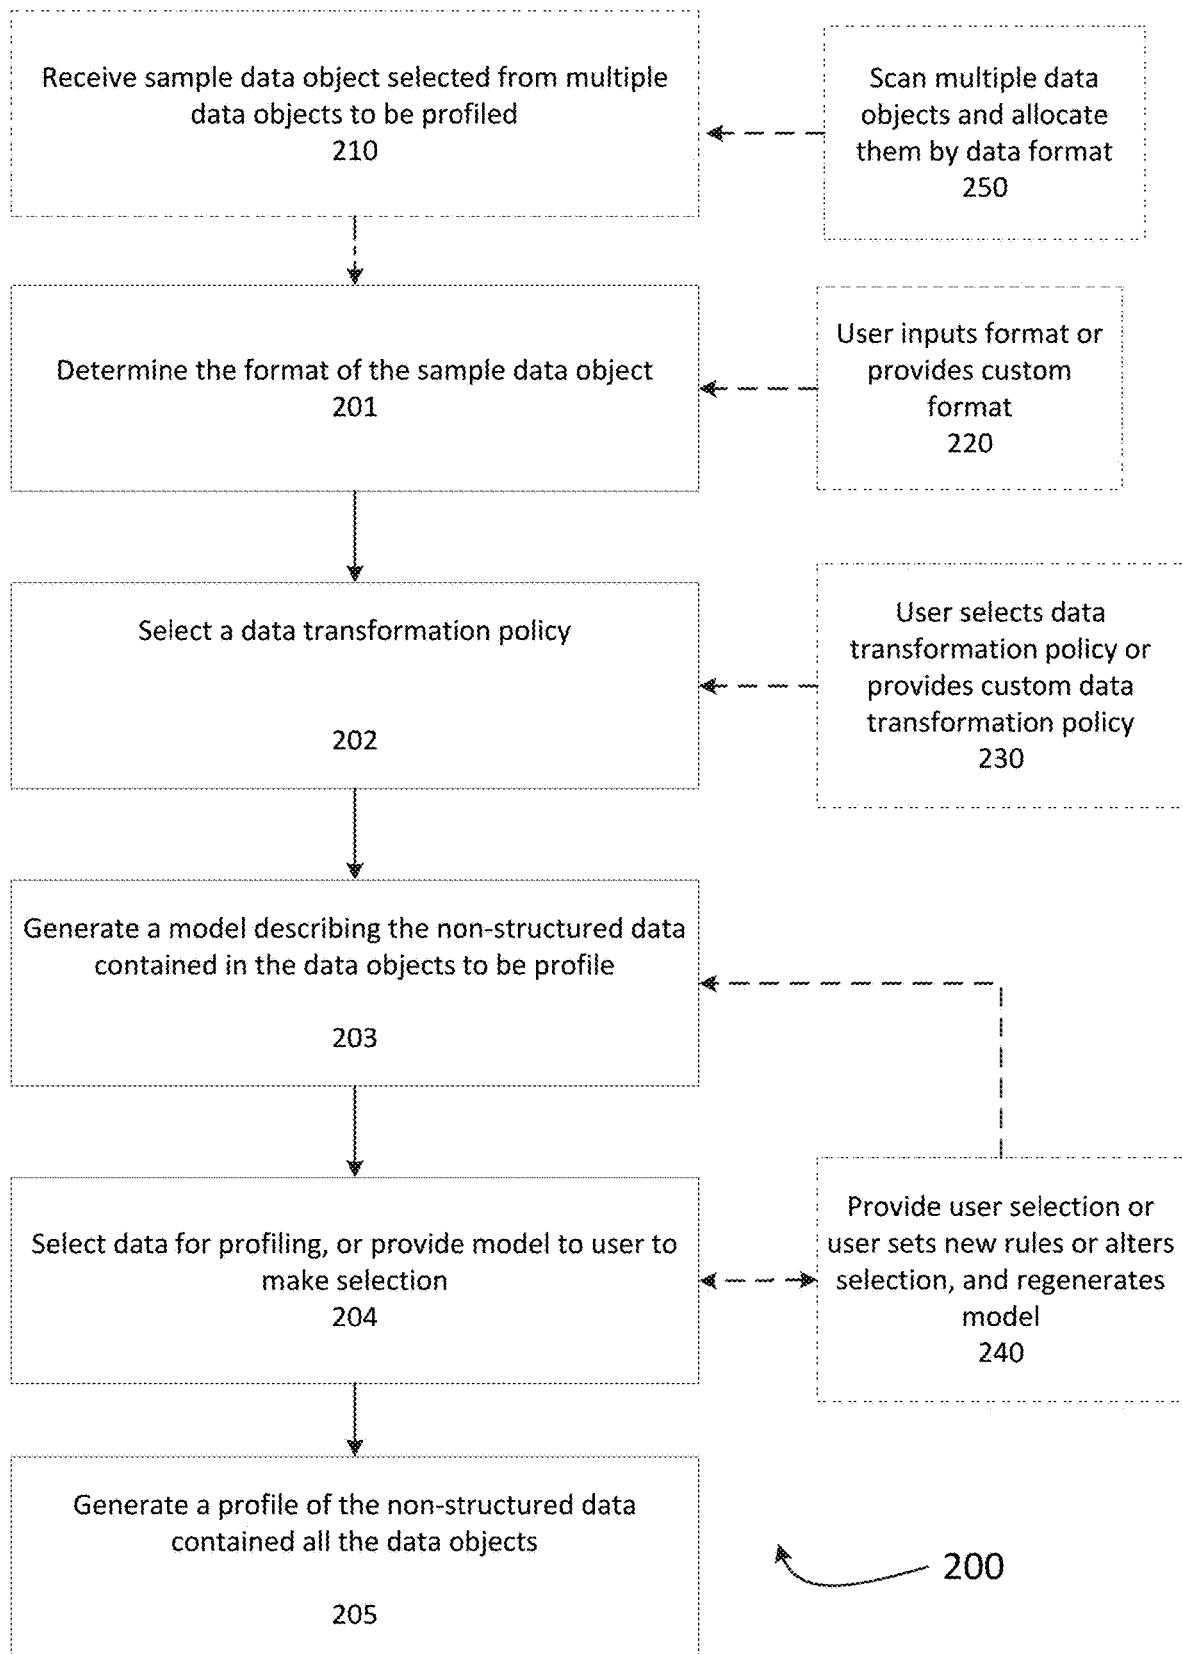 Receive sample data object selected from multiple
data objects to be profiled
210
Scan multiple data
objects and allocate
them by data format
250
Determine the format of the sample data object
201
User inputs format or
provides custom
format
220
Select a data transformation policy
202
User selects data
transformation policy or
provides custom data
transformation policy
230
Generate a model describing the non-structured data
contained in the data objects to be profile
203
Select data for profiling, or provide model to user to
make selection
204
Provide user selection or
user sets new rules or alters
selection, and regenerates
model
240
Generate a profile of the non-structured data
contained all the data objects
205
200